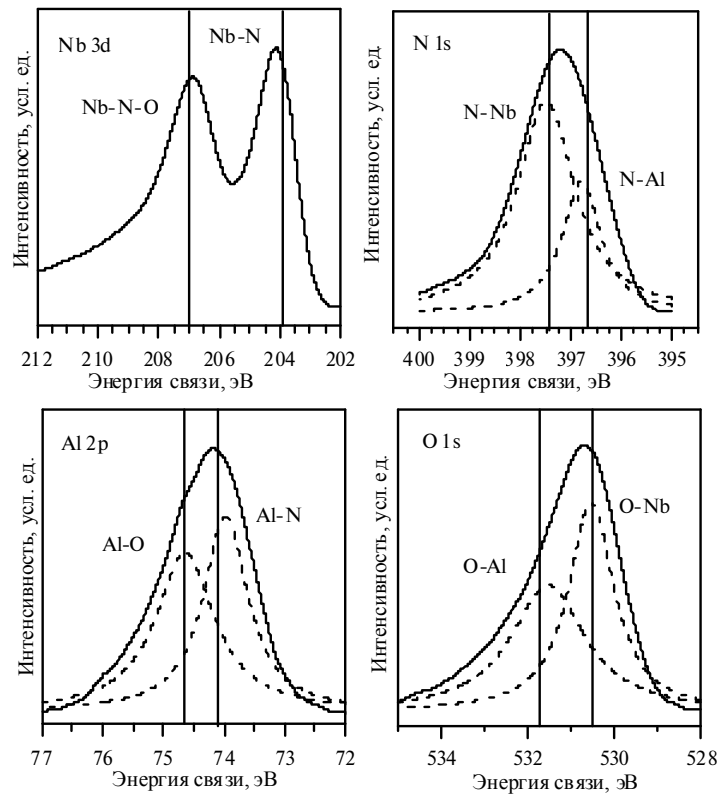 Nb 3d
Nb-N
Nb-N-O
Интенсивность, усл. ед.
212 210 208 206 204 202
Энергия связи, эВ
N 1s
N-Nb
N-Al
Интенсивность, усл. ед.
400 399 398 397 396 395
Энергия связи, эВ
Al 2p
Al-N
Al-O
Интенсивность, усл. ед.
77 76 75 74 73 72
Энергия связи, эВ
O 1s
O-Nb
O-Al
Интенсивность, усл. ед.
534 532 530 528
Энергия связи, эВ